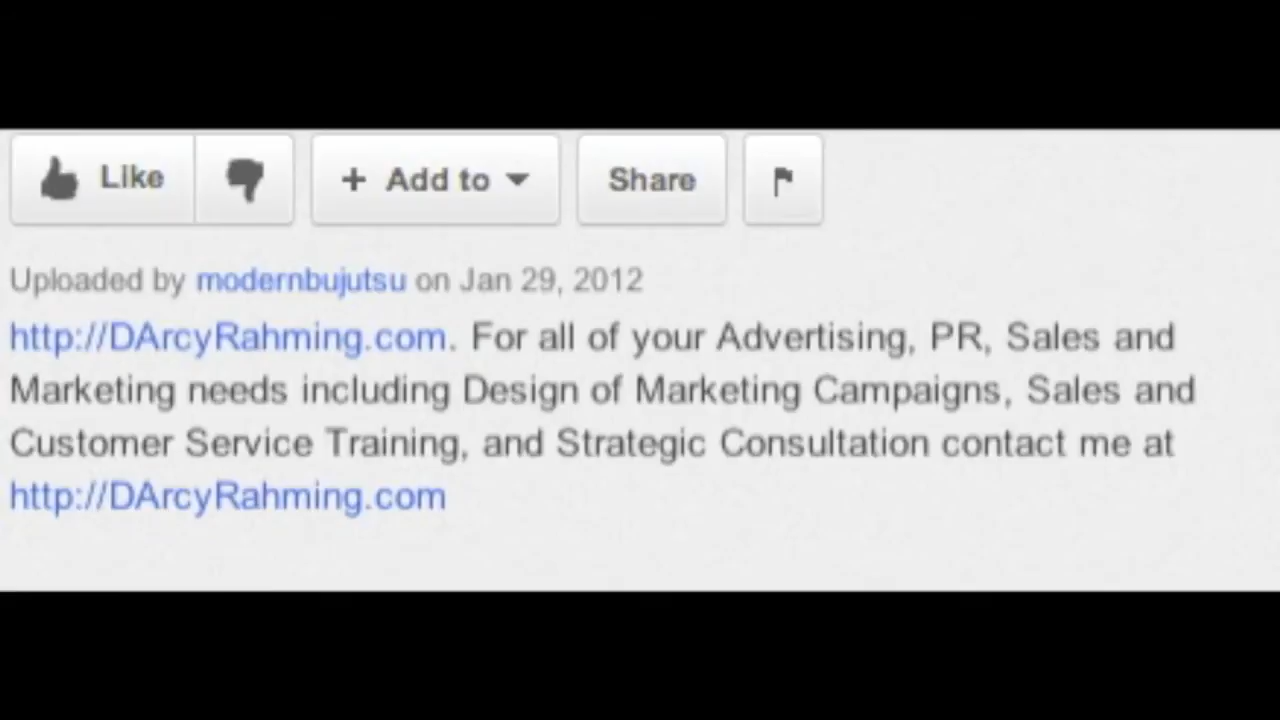 Like + Add to Share
Uploaded by modernbujutsu on Jan 29, 2012
http://DArcyRahming.com. For all of your Advertising, PR, Sales and
Marketing needs including Design of Marketing Campaigns, Sales and
Customer Service Training, and Strategic Consultation contact me at
http://DArcyRahming.com